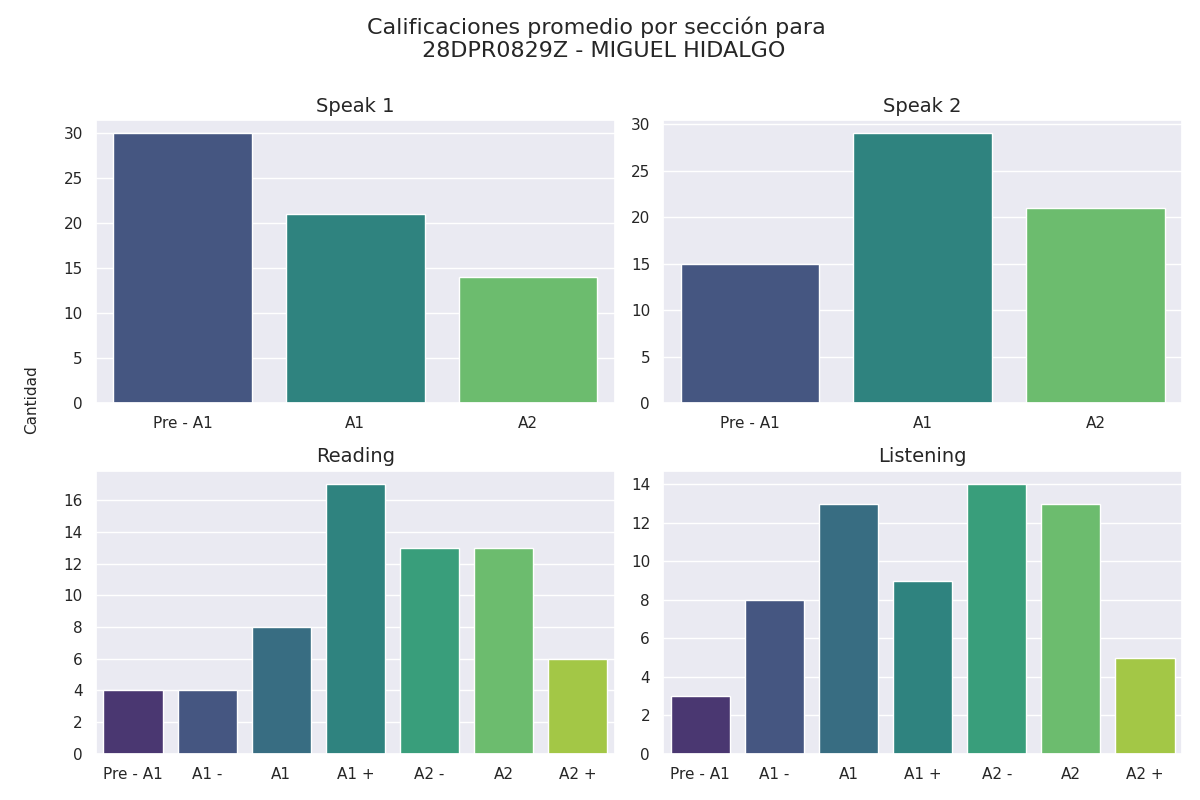 Calificaciones promedio por sección para
28DPR0829Z - MIGUEL HIDALGO
Cantidad
Speak 1
30
25
20
15
10
5
0
Pre - A1 A1 A2
Speak 2
30
25
20
15
10
5
0
Pre - A1 A1 A2
Reading
16
14
12
10
8
6
4
2
0
Pre - A1 A1 - A1 A1 + A2 - A2 A2 +
Listening
14
12
10
8
6
4
2
0
Pre - A1 A1 - A1 A1 + A2 - A2 A2 +